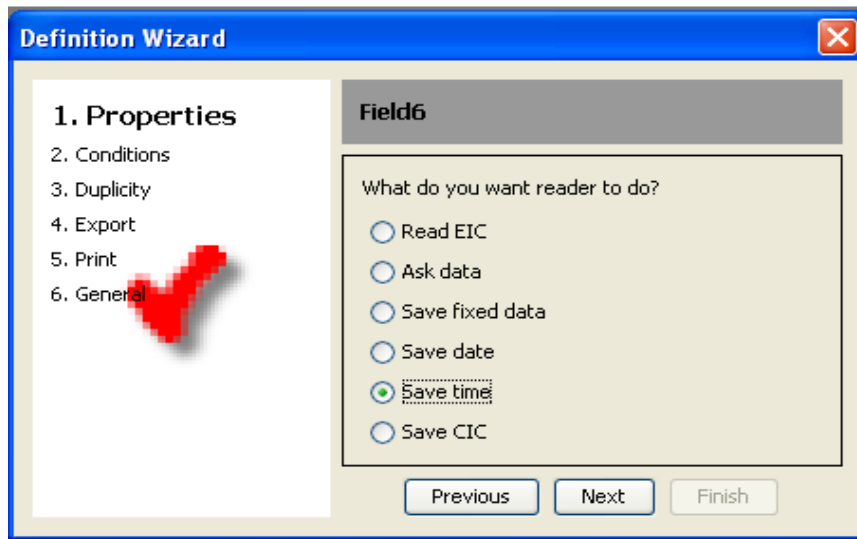 Definition Wizard
1. Properties
2. Conditions
3. Duplicity
4. Export
5. Print
6. General
Field6
What do you want reader to do?
Read EIC
Ask data
Save fixed data
Save date
Save time
Save CIC
Previous
Next
Finish